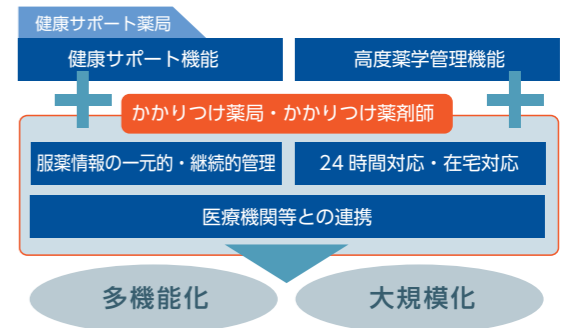 健康サポート薬局
健康サポート機能
高度薬学管理機能
かかりつけ薬局・かかりつけ薬剤師
服薬情報の一元的・継続的管理
24時間対応・在宅対応
医療機関等との連携
多機能化
大規模化